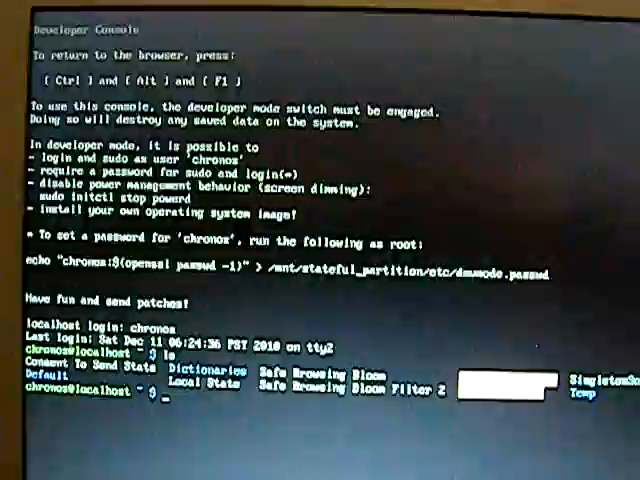 Developer Console
To return to the browser, press:
[ Ctrl ] and [ Alt ] and [ F1 ]
To use this console, the developer mode switch must be engaged.
Doing so will destroy any saved data on the system.
In developer mode, it is possible to
- login and sudo as user 'chronos'
- require a password for sudo and login(*)
- disable power management behavior (screen dimming):
sudo initctl stop powerd
- install your own operating system image!
* To set a password for 'chronos', run the following as root:
echo "chronos:$(openssl passwd -1)" > /mnt/stateful_partition/etc/devmode.passwd
Have fun and send patches!
localhost login: chronos
Last login: Sat Dec 11 06:24:36 PST 2010 on tty2
chronos@localhost ~ $ ls
Consent To Send Stats Dictionaries Safe Browsing Bloom
Default Local State Safe Browsing Bloom Filter 2 Temp
chronos@localhost ~ $ _